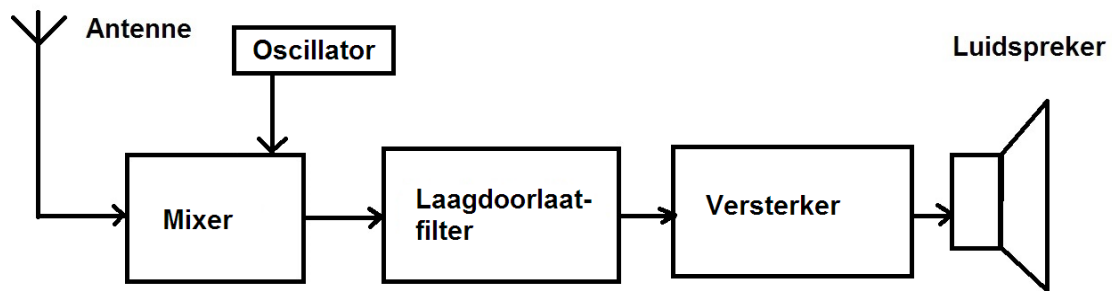 Antenne
Oscillator
Luidspreker
Mixer
Laagdoorlaat-
filter
Versterker